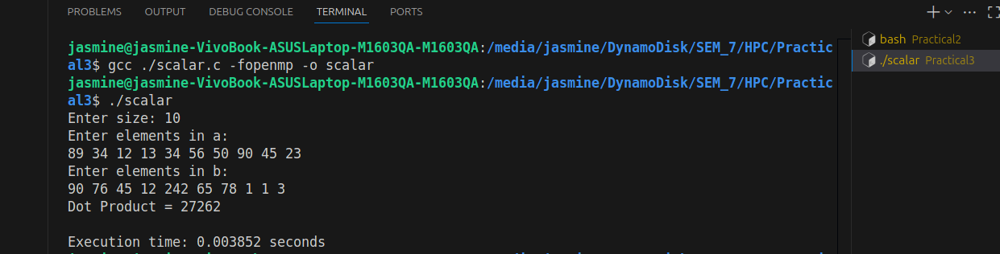 PROBLEMS OUTPUT DEBUG CONSOLE TERMINAL PORTS
jasmine@jasmine-VivoBook-ASUSLaptop-M1603QA-M1603QA:/media/jasmine/DynamoDisk/SEM_7/HPC/Practic
al3$ gcc ./scalar.c -fopenmp -o scalar
jasmine@jasmine-VivoBook-ASUSLaptop-M1603QA-M1603QA:/media/jasmine/DynamoDisk/SEM_7/HPC/Practic
al3$ ./scalar
Enter size: 10
Enter elements in a:
89 34 12 13 34 56 50 90 45 23
Enter elements in b:
90 76 45 12 242 65 78 1 1 3
Dot Product = 27262
Execution time: 0.003852 seconds
bash Practical2
./scalar Practical3